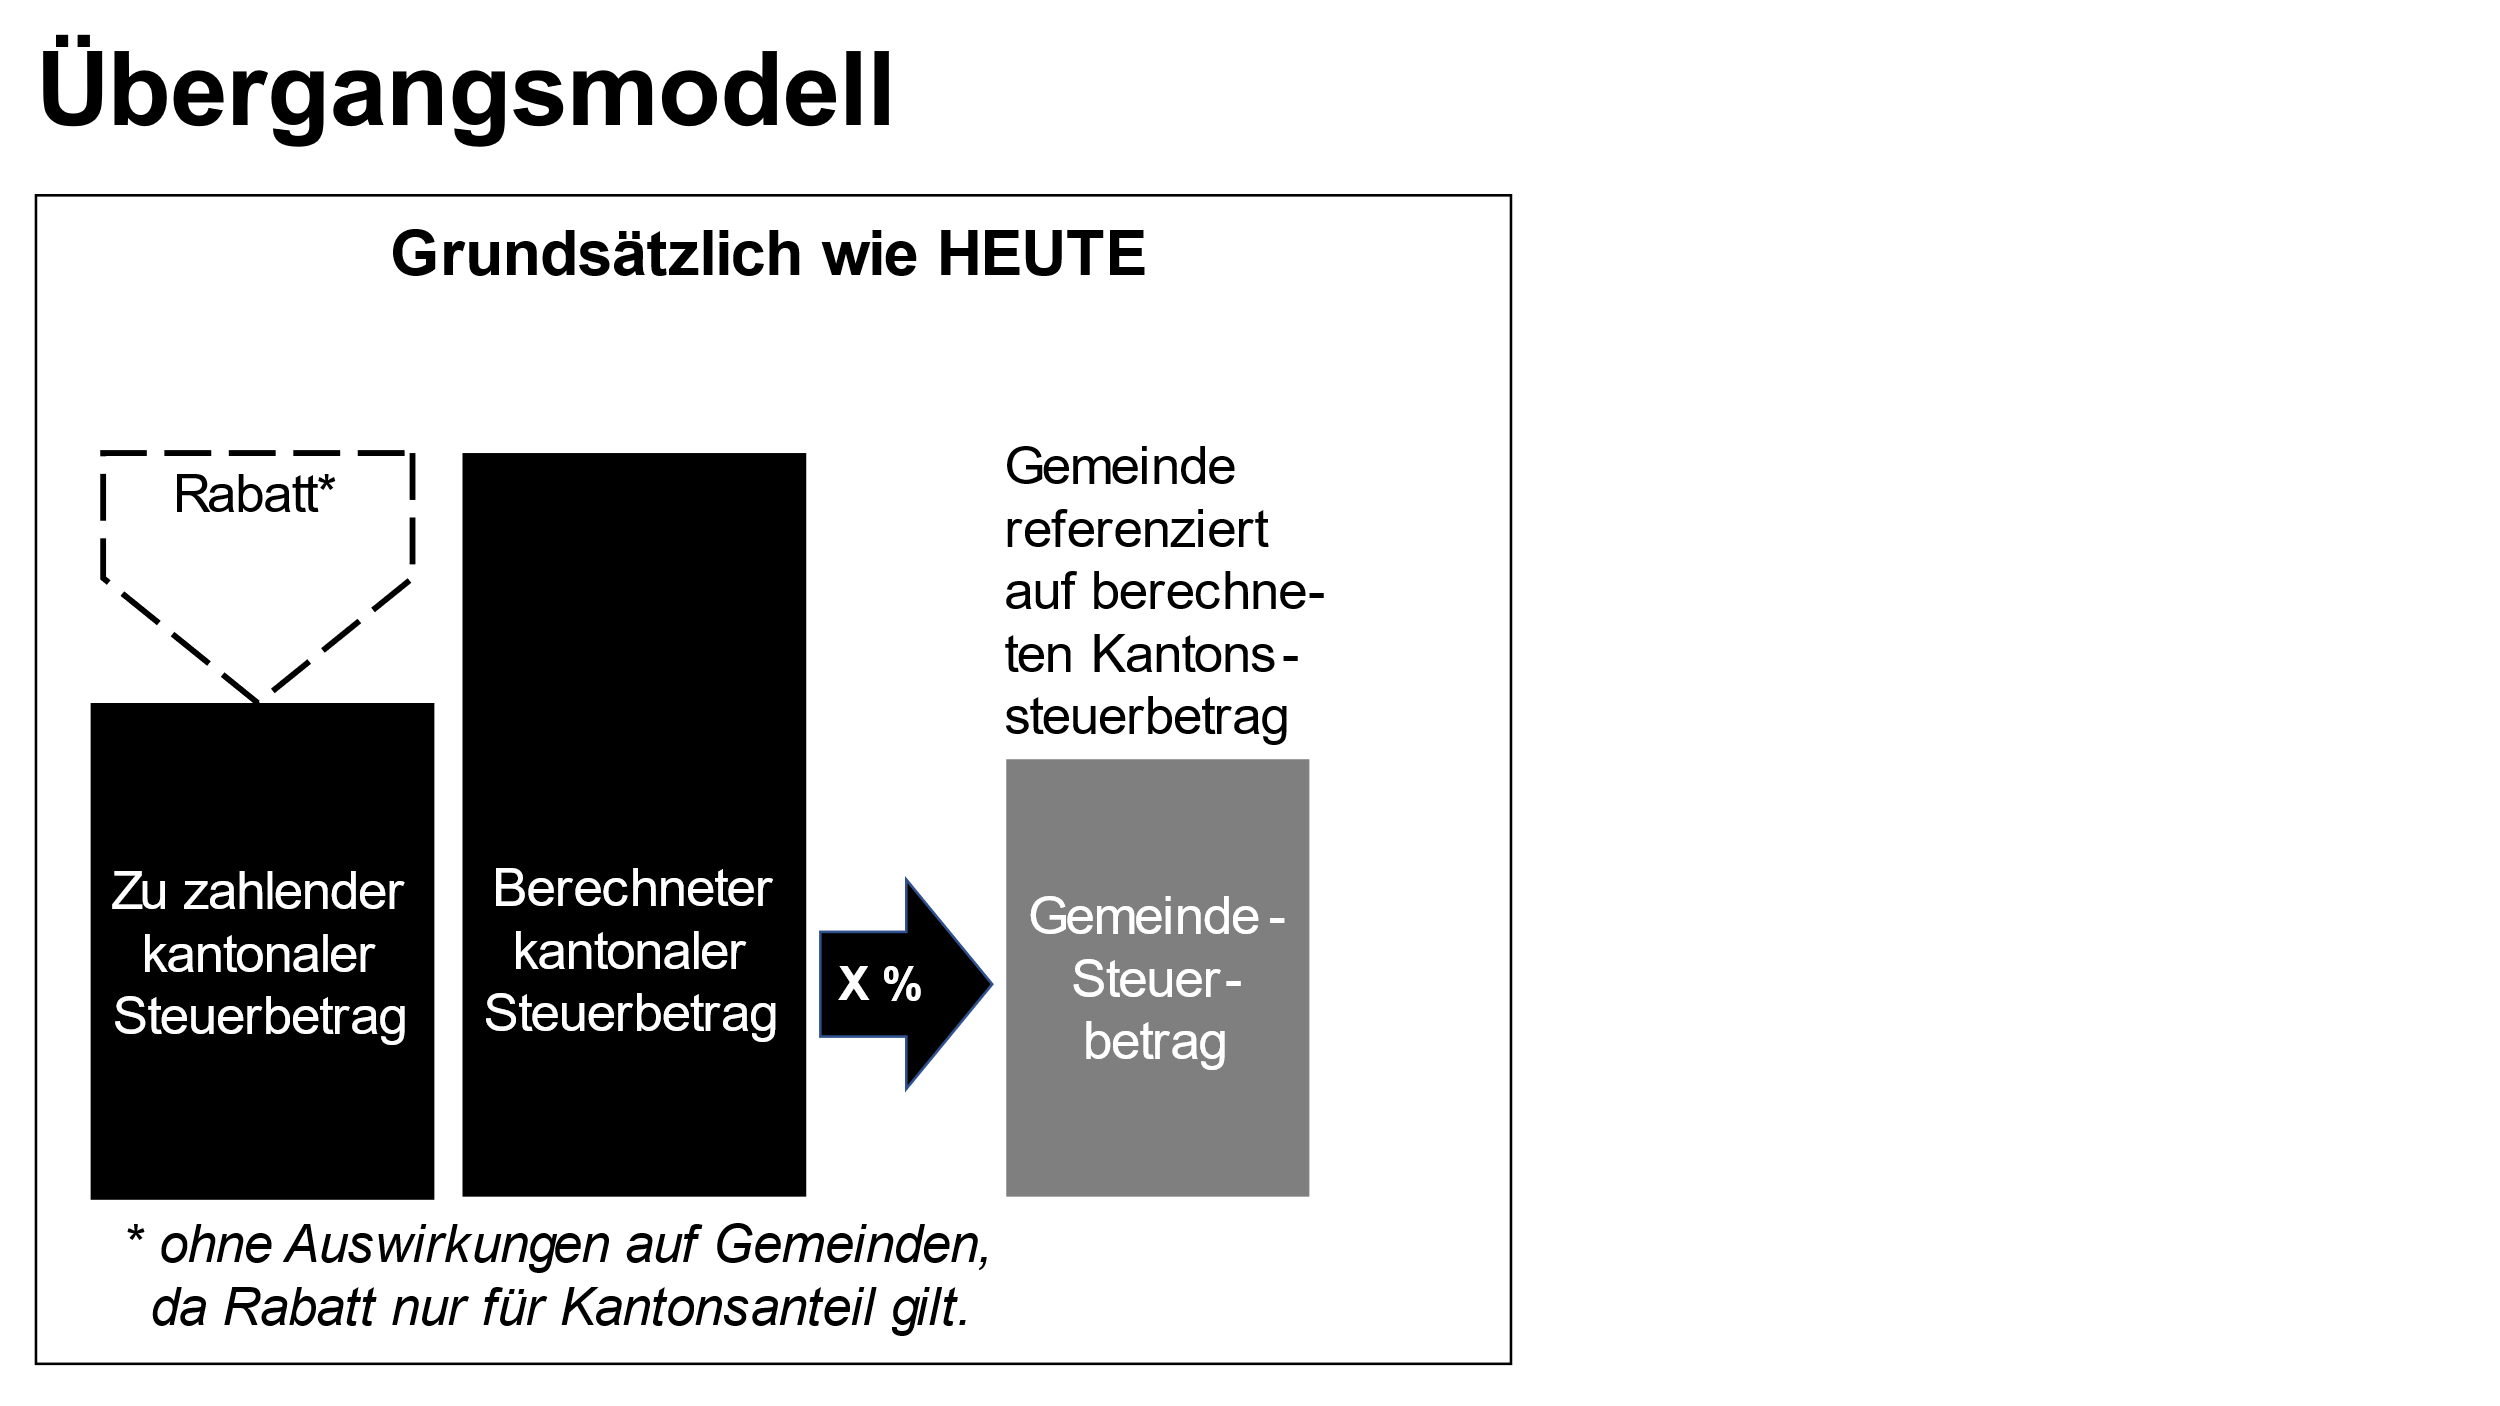 Übergangsmodell
Grundsätzlich wie HEUTE
Rabatt*
Zu zahlender
kantonaler
Steuerbetrag
Berechneter
kantonaler
Steuerbetrag
X %
Gemeinde
referenziert
auf berechne-
ten Kantons-
steuerbetrag
Gemeinde-
Steuer-
betrag
* ohne Auswirkungen auf Gemeinden,
da Rabatt nur für Kantonsanteil gilt.